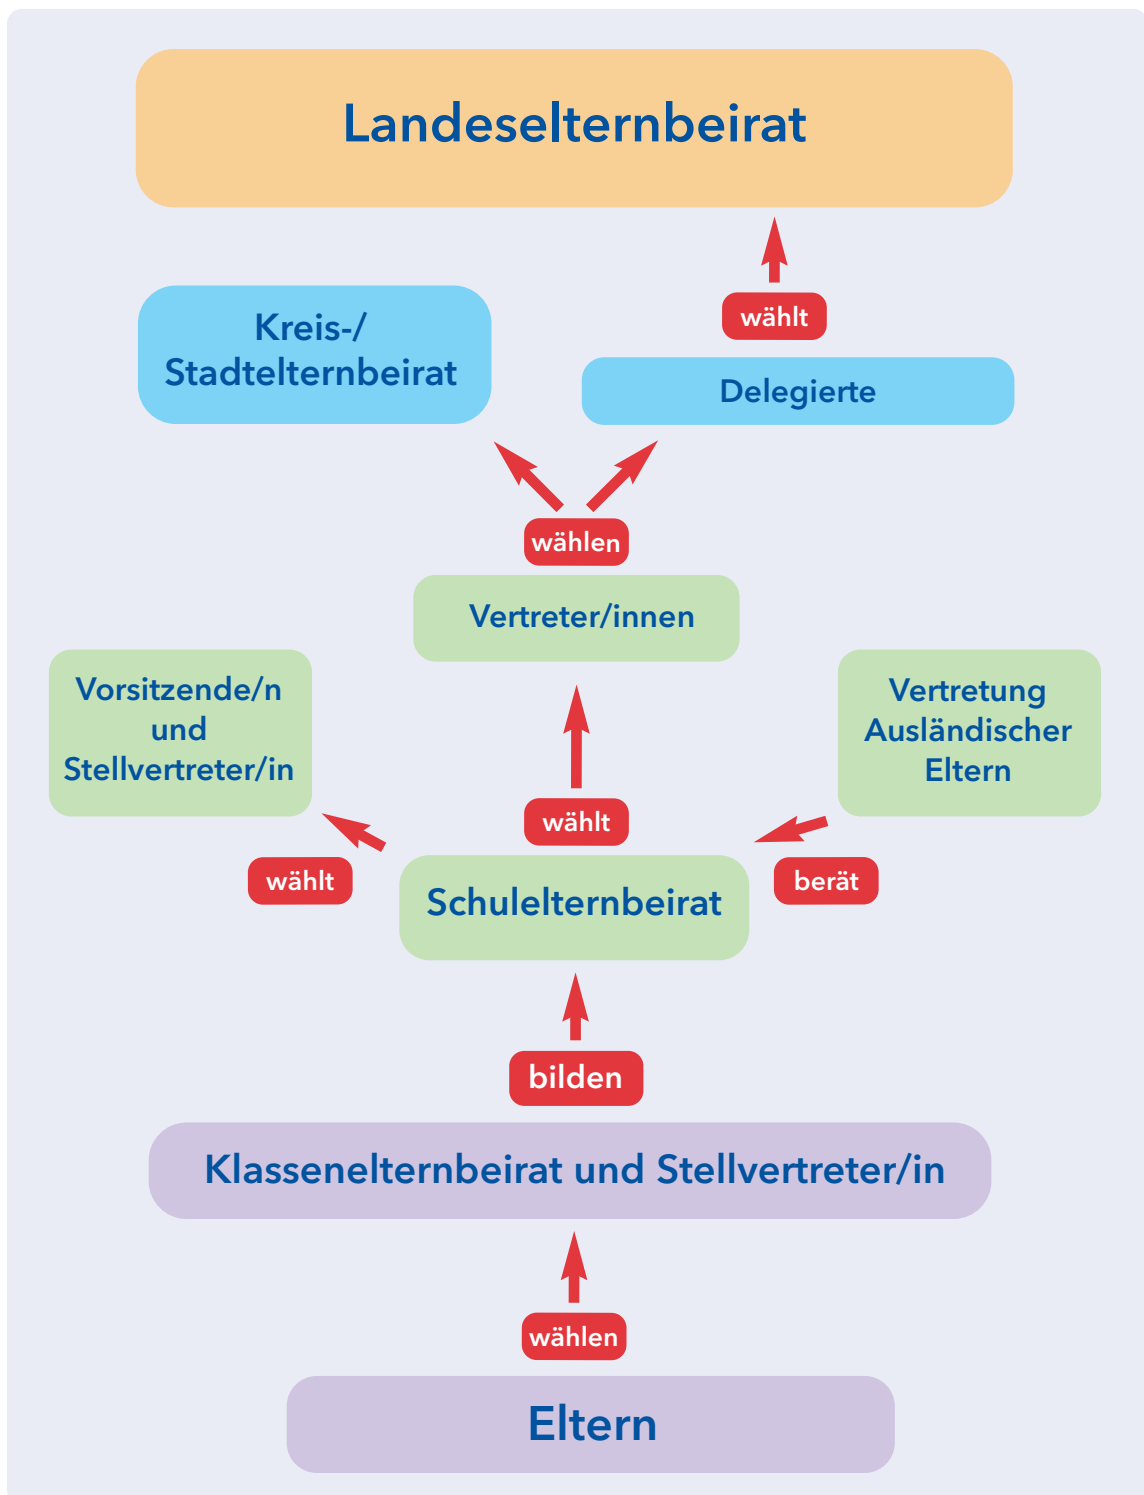 Landeselternbeirat
wählt
Kreis-/
Stadtelternbeirat
Delegierte
wählen
Vertreter/innen
Vorsitzende/n
und
Stellvertreter/in
Vertretung
Ausländischer
Eltern
wählt
wählt
berät
Schulelternbeirat
bilden
Klassenelternbeirat und Stellvertreter/in
wählen
Eltern